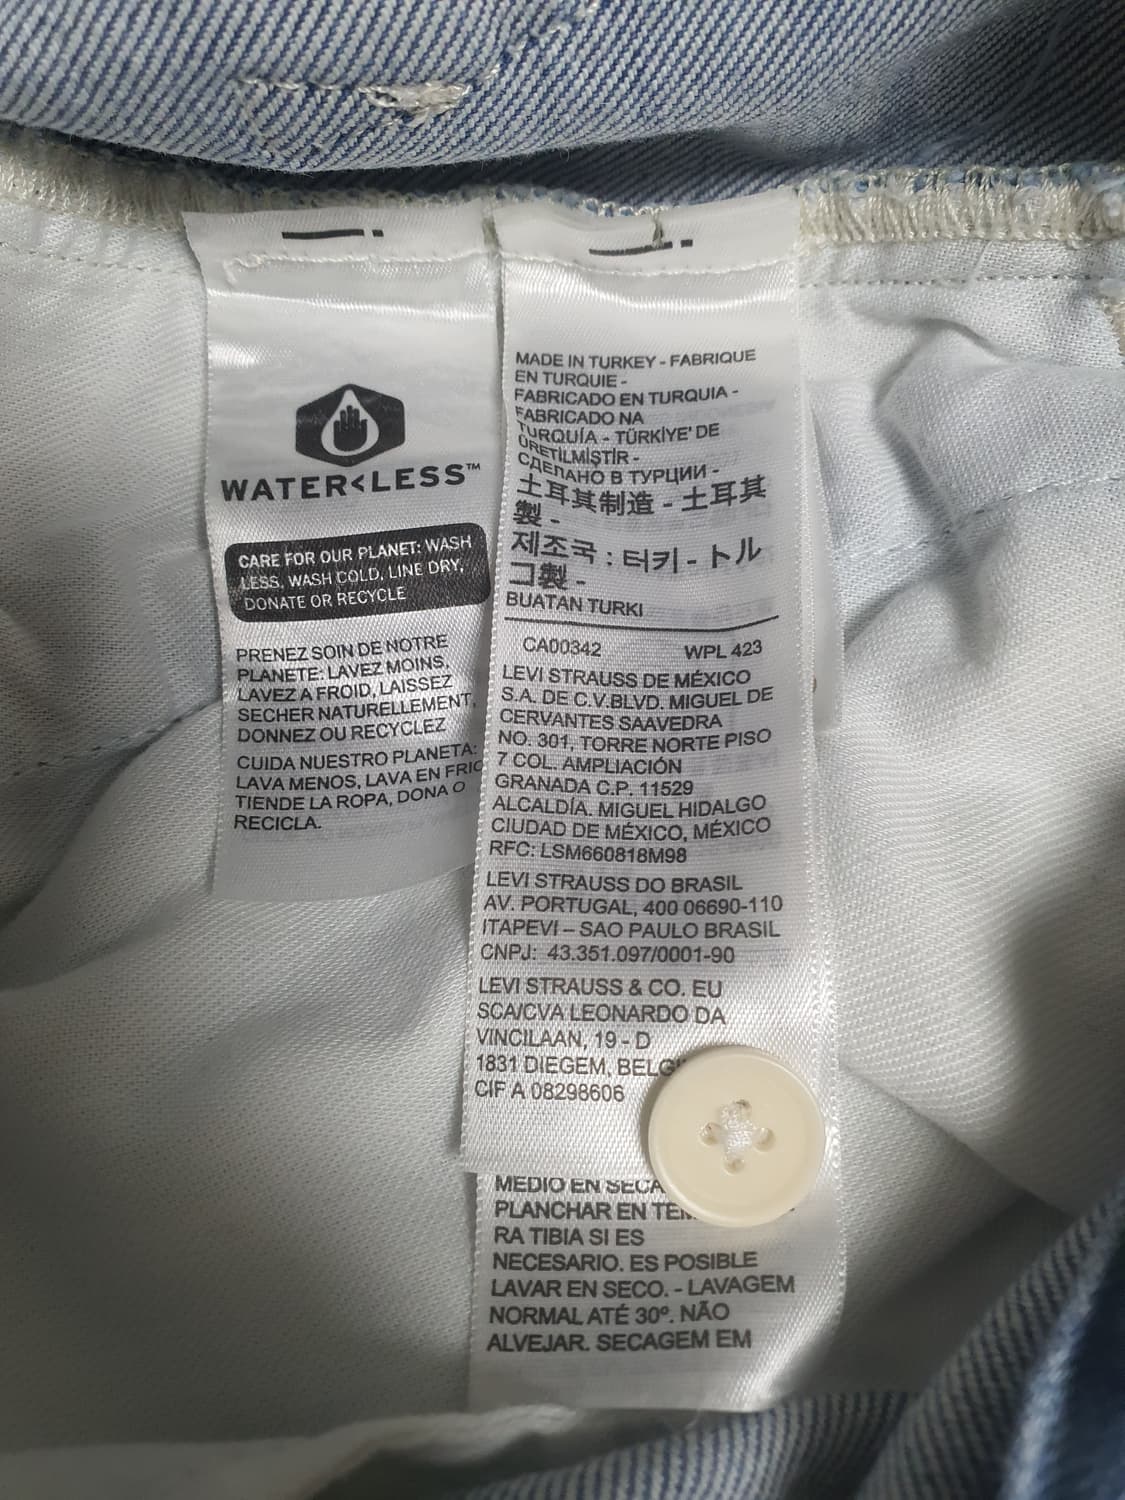 WATER<LESS™
CARE FOR OUR PLANET: WASH
LESS, WASH COLD, LINE DRY,
DONATE OR RECYCLE
PRENEZ SOIN DE NOTRE
PLANETE: LAVEZ MOINS,
LAVEZ A FROID, LAISSEZ
SECHER NATURELLEMENT,
DONNEZ OU RECYCLEZ
CUIDA NUESTRO PLANETA:
LAVA MENOS, LAVA EN
TIENDE LA ROPA, DONA O
RECICLA.
MADE IN TURKEY - FABRIQUE
EN TURQUIE -
FABRICADO EN TURQUIA -
FABRICADO NA
TURQUÍA - TÜRKİYE' DE
ÜRETİLMİŞTİR -
СДЕЛАНО В ТУРЦИИ -
土耳其制造 - 土耳其
製 -
제조국 : 터키 - トル
コ製 -
BUATAN TURKI
CA00342 WPL 423
LEVI STRAUSS DE MÉXICO
S.A. DE C.V.BLVD. MIGUEL DE
CERVANTES SAAVEDRA
NO. 301, TORRE NORTE PISO
7 COL. AMPLIACIÓN
GRANADA C.P. 11529
ALCALDÍA. MIGUEL HIDALGO
CIUDAD DE MÉXICO, MÉXICO
RFC: LSM660818M98
LEVI STRAUSS DO BRASIL
AV. PORTUGAL, 400 06690-110
ITAPEVI – SAO PAULO BRASIL
CNPJ: 43.351.097/0001-90
LEVI STRAUSS & CO. EU
SCA/CVA LEONARDO DA
VINCILAAN, 19 - D
1831 DIEGEM,
CIF A 08298606
MEDIO EN
PLANCHAR EN
RA TIBIA SI ES
NECESARIO. ES POSIBLE
LAVAR EN SECO. - LAVAGEM
NORMAL ATÉ 30º. NÃO
ALVEJAR. SECAGEM EM